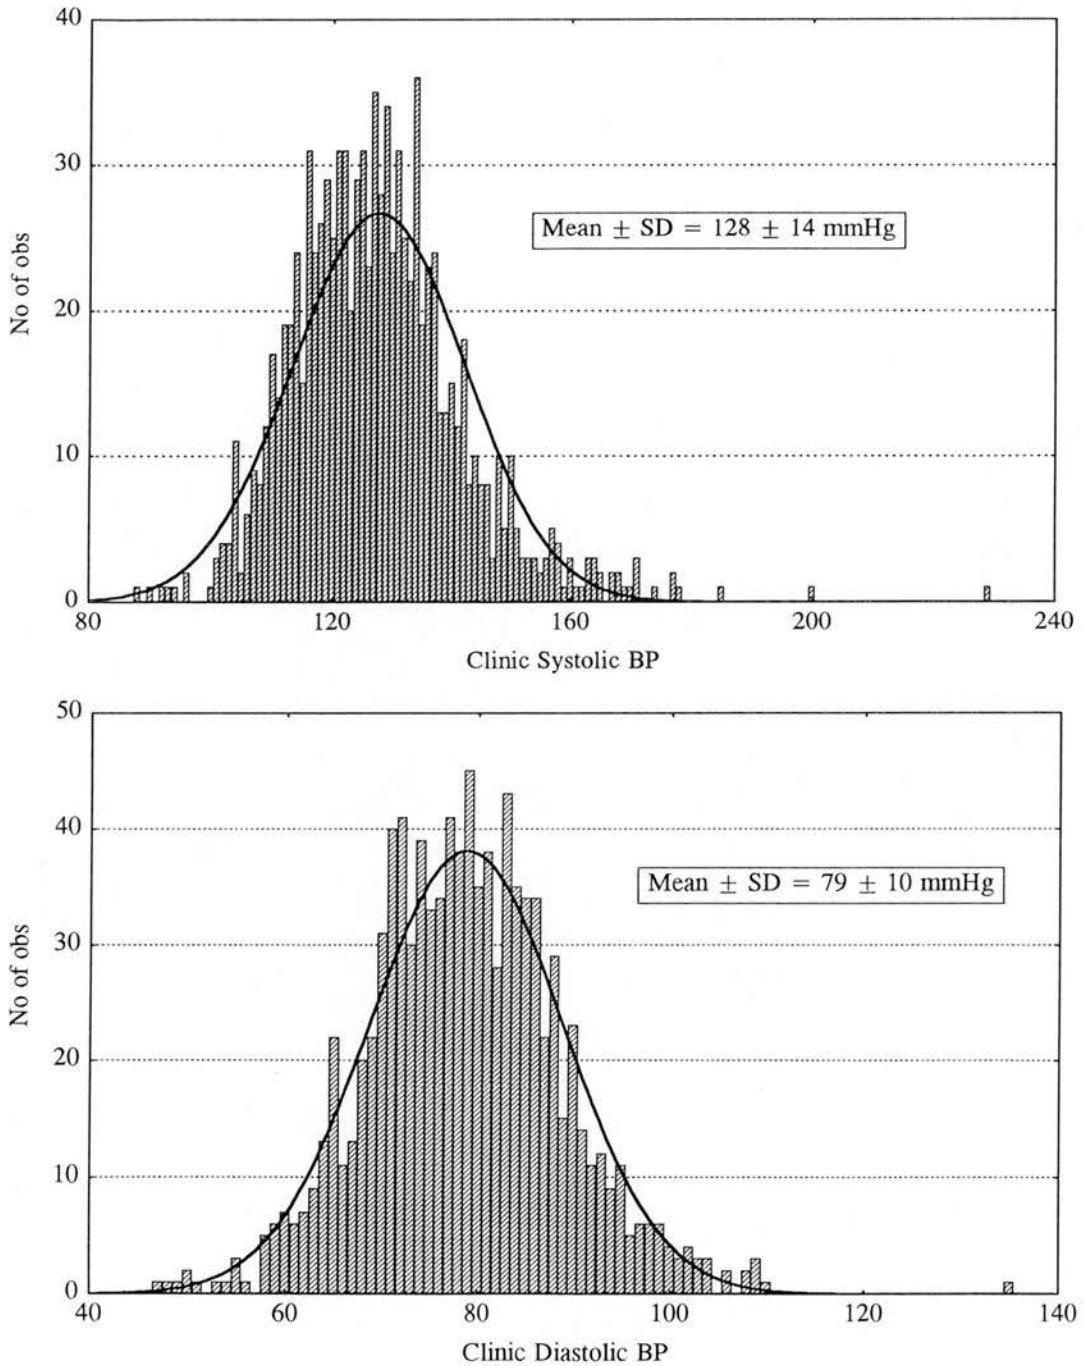 40
30
20
10
0
No of obs
Mean ± SD = 128 ± 14 mmHg
80 120 160 200 240
Clinic Systolic BP
50
40
30
20
10
0
No of obs
Mean ± SD = 79 ± 10 mmHg
40 60 80 100 120 140
Clinic Diastolic BP